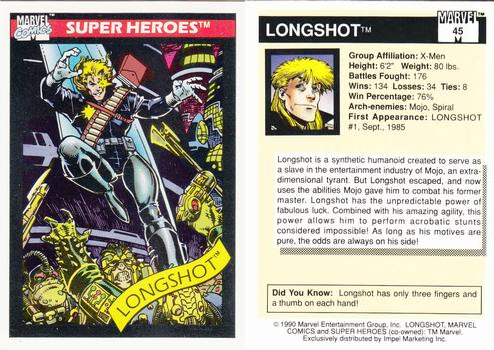 MARVEL
COMICS
SUPER HEROES™
LONGSHOT™
LONGSHOT™
MARVEL
45
Group Affiliation: X-Men
Height: 6'2" Weight: 80 lbs.
Battles Fought: 176
Wins: 134 Losses: 34 Ties: 8
Win Percentage: 76%
Arch-enemies: Mojo, Spiral
First Appearance: LONGSHOT
#1, Sept., 1985
Longshot is a synthetic humanoid created to serve as
a slave in the entertainment industry of Mojo, an extra-
dimensional tyrant. But Longshot escaped, and now
uses the abilities Mojo gave him to combat his former
master. Longshot has the unpredictable power of
fabulous luck. Combined with his amazing agility, this
power allows him to perform acrobatic stunts
considered impossible! As long as his motives are
pure, the odds are always on his side!
Did You Know: Longshot has only three fingers and
a thumb on each hand!
© 1990 Marvel Entertainment Group, Inc. LONGSHOT, MARVEL
COMICS and SUPER HEROES (co-owned): TM Marvel.
Exclusively distributed by Impel Marketing Inc.